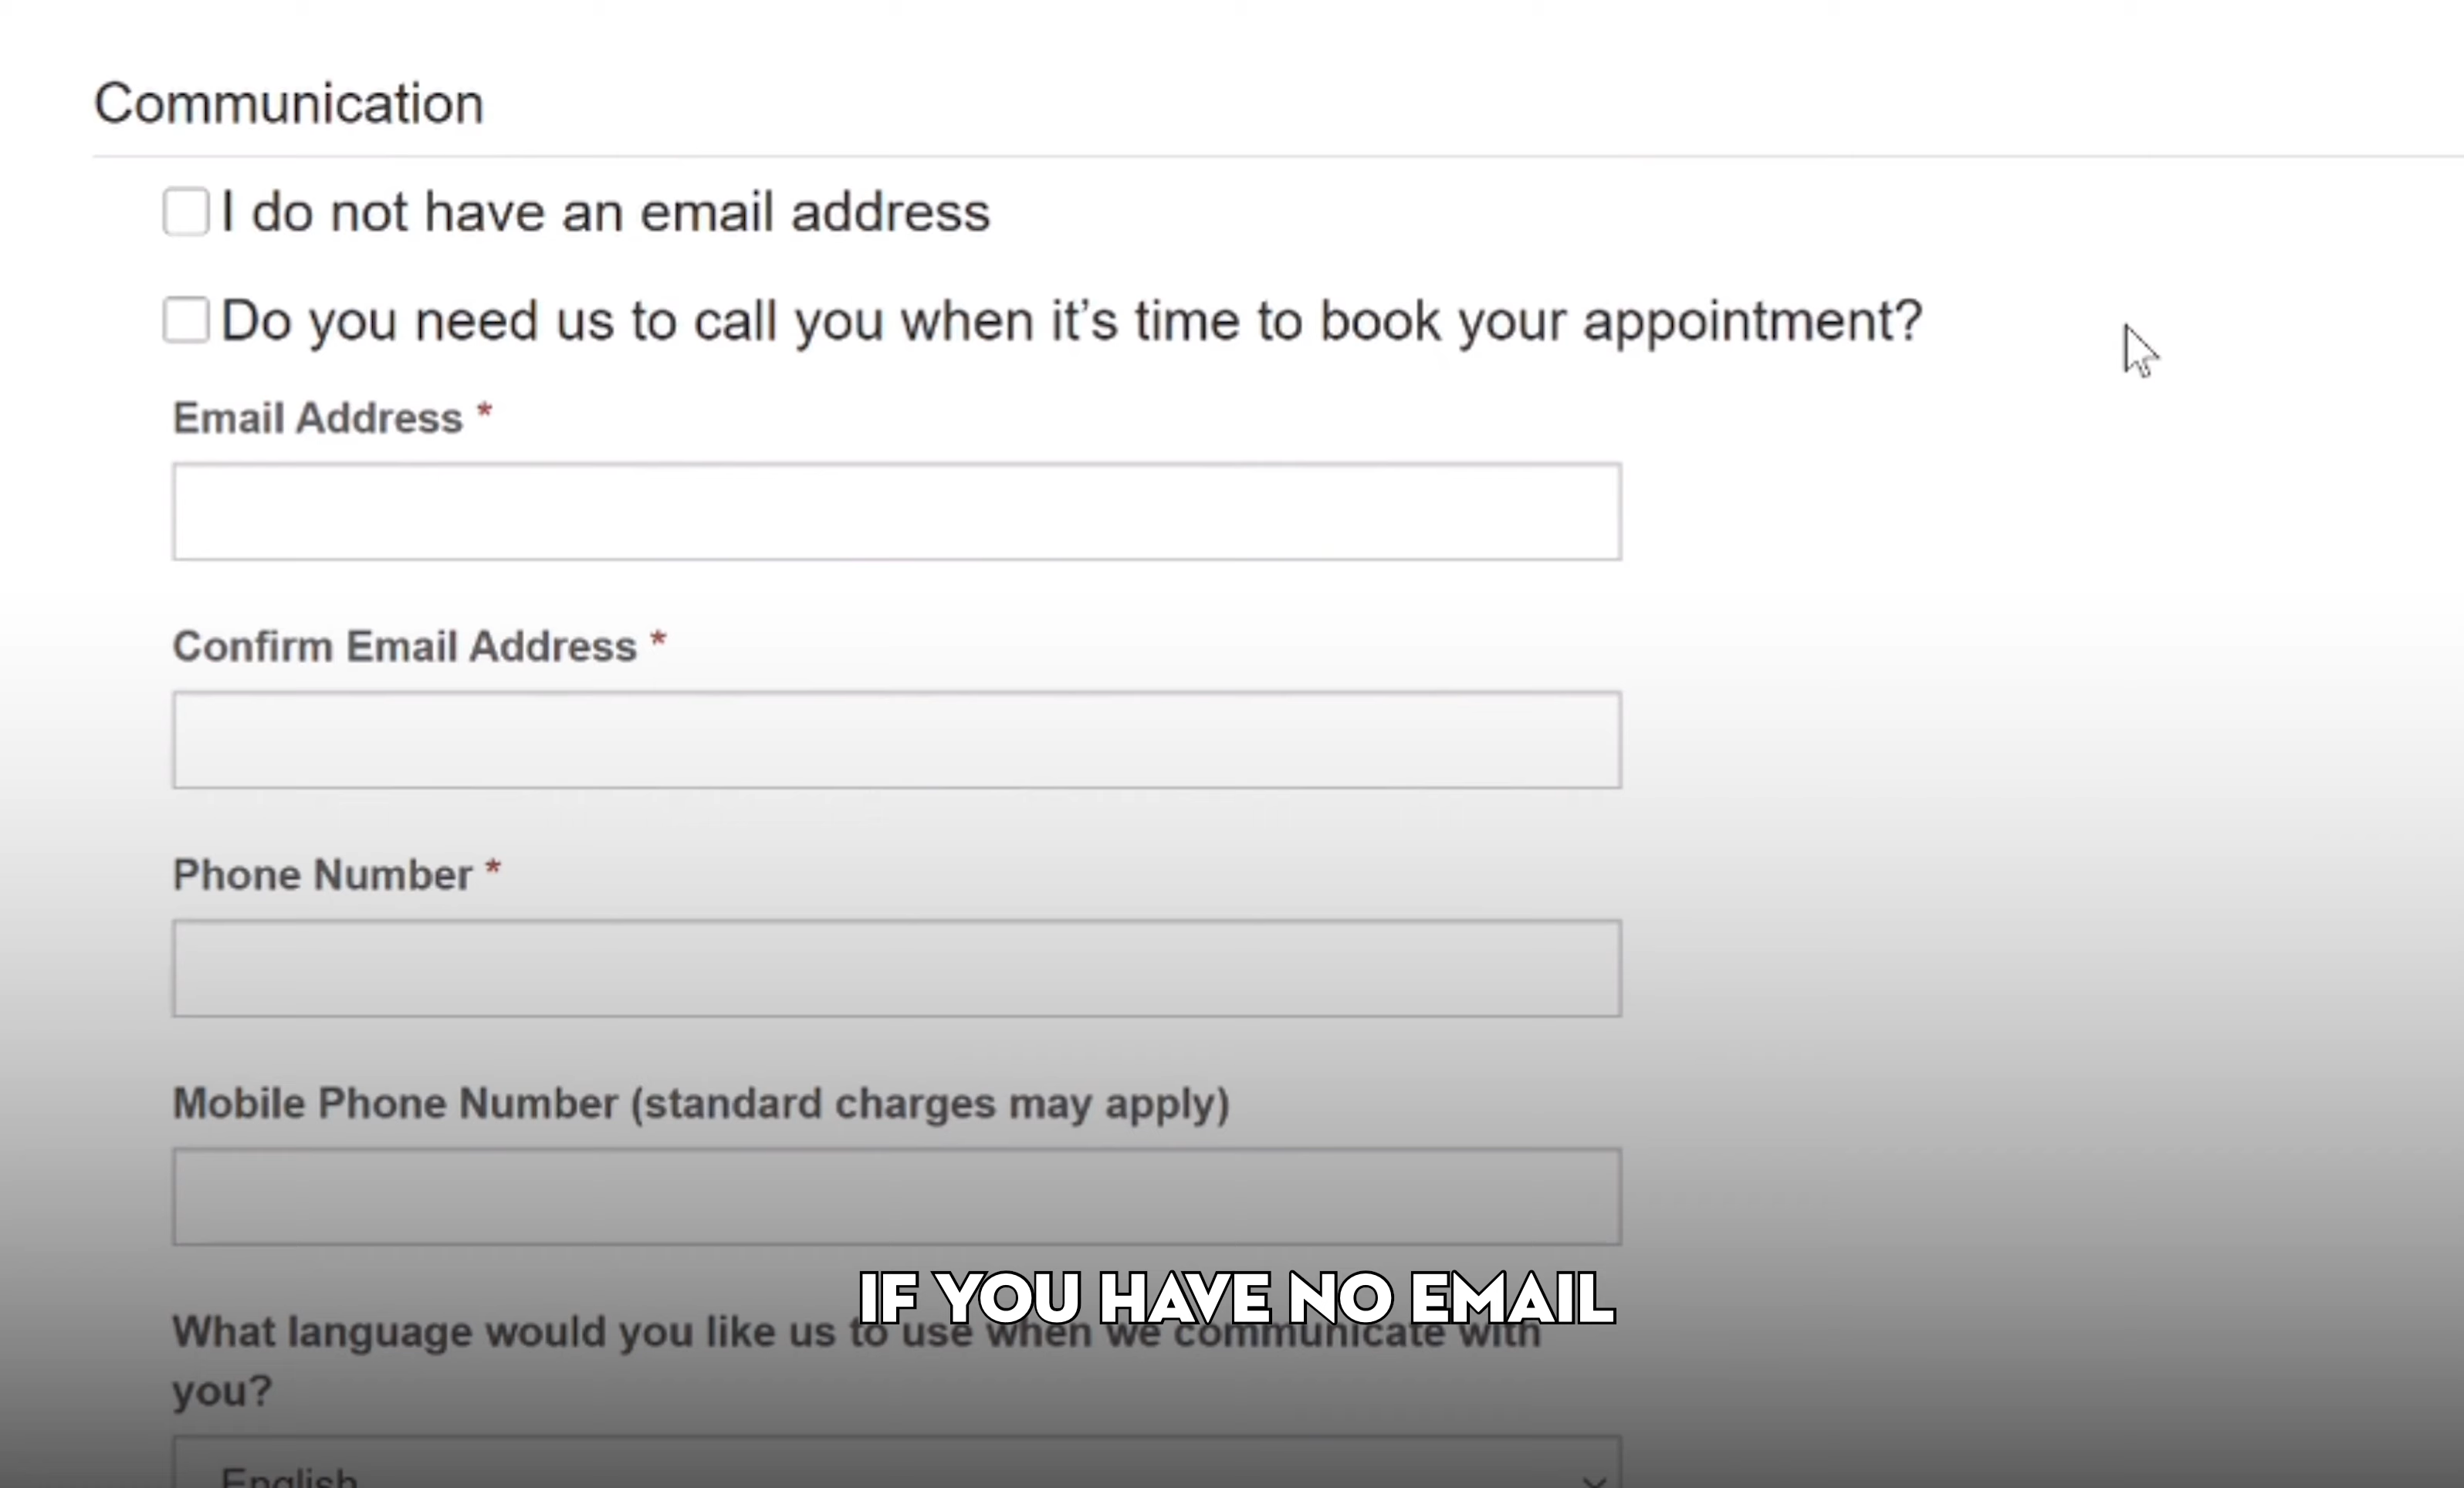 Communication
I do not have an email address
Do you need us to call you when it's time to book your appointment?
Email Address *
Confirm Email Address *
Phone Number *
Mobile Phone Number (standard charges may apply)
IF YOU HAVE NO EMAIL
What language would you like us to use when we communicate with
you?
English